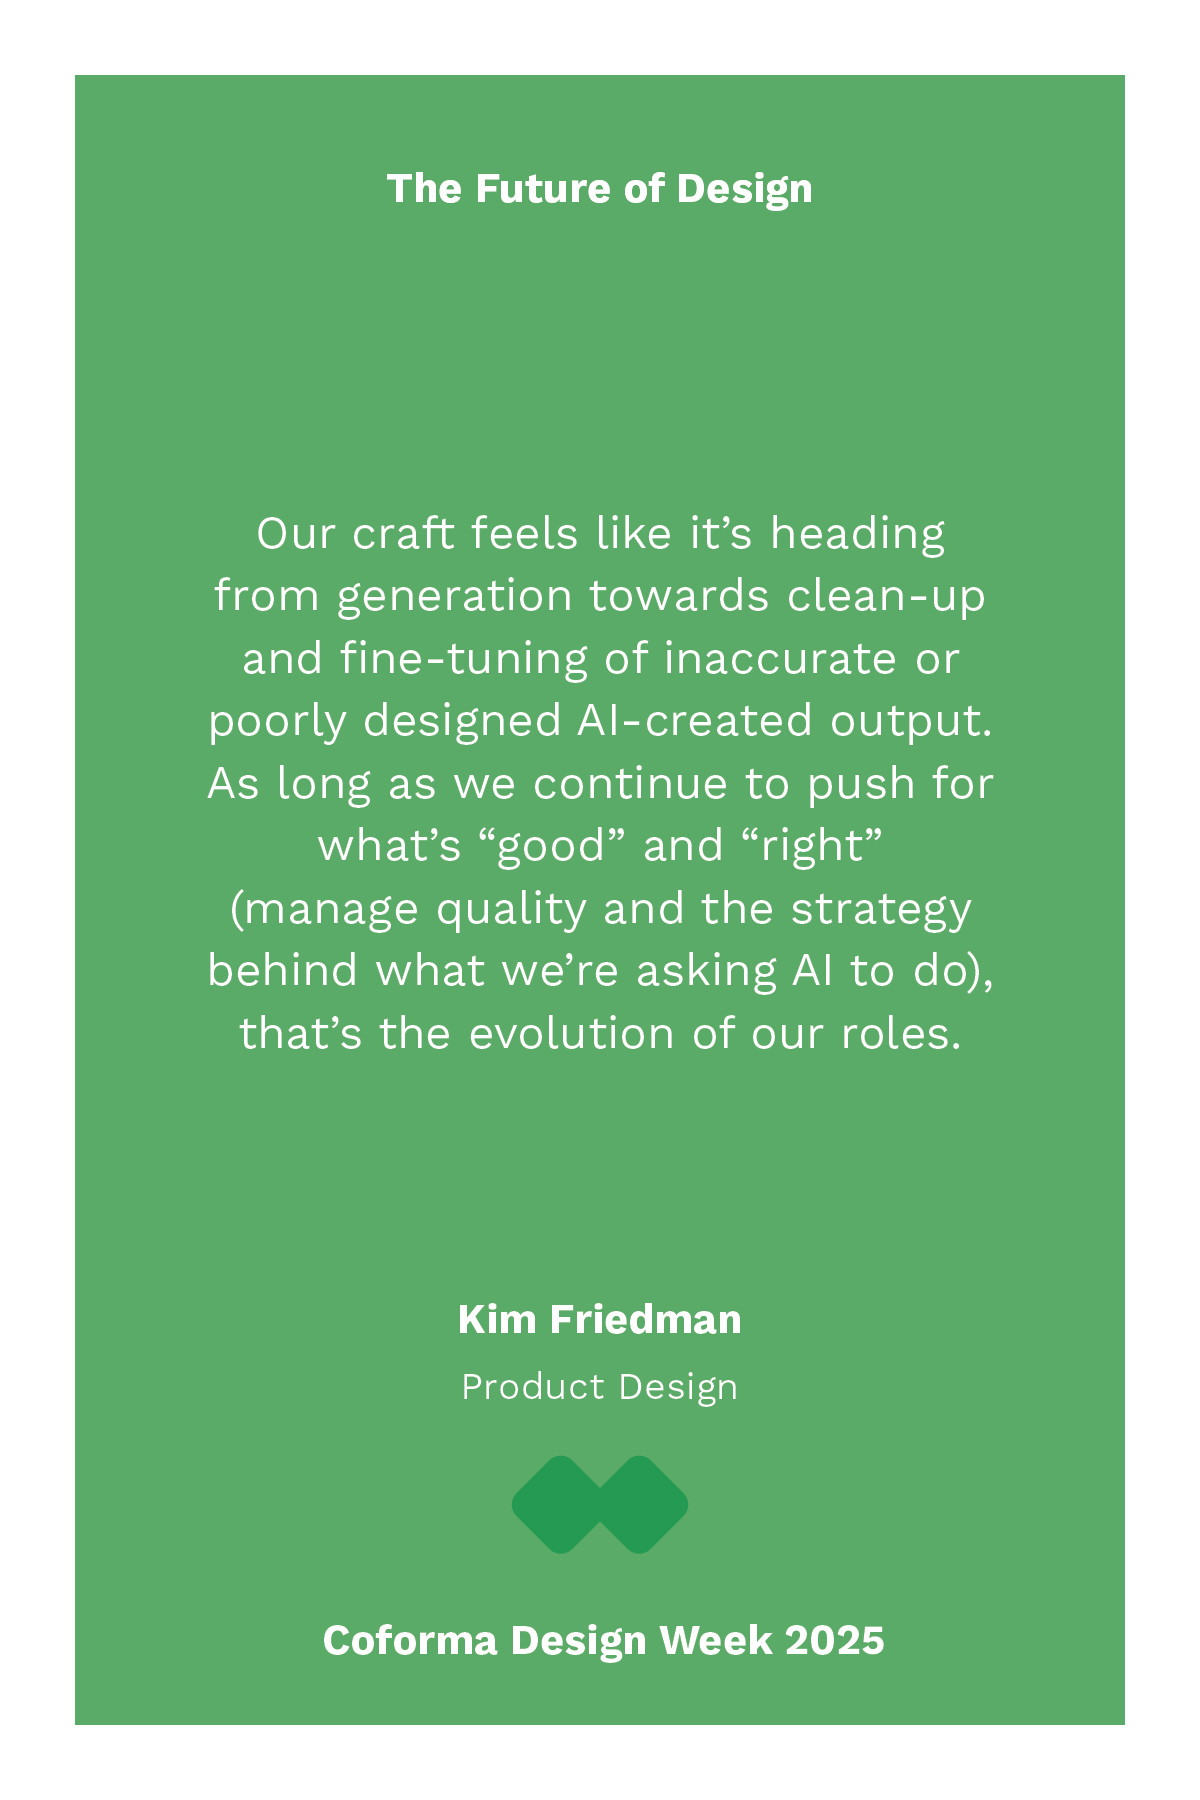 The Future of Design
Our craft feels like it’s heading
from generation towards clean-up
and fine-tuning of inaccurate or
poorly designed AI-created output.
As long as we continue to push for
what’s “good” and “right”
(manage quality and the strategy
behind what we’re asking AI to do),
that’s the evolution of our roles.
Kim Friedman
Product Design
Coforma Design Week 2025